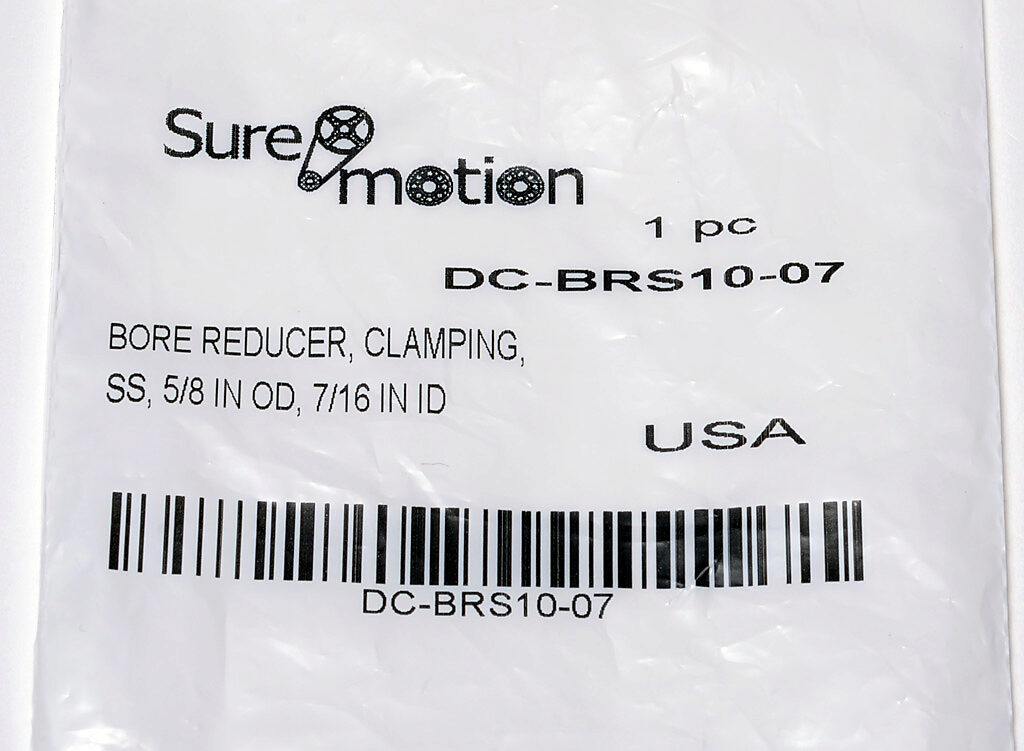 Sure motion
1 pc
DC-BRS10-07
BORE REDUCER, CLAMPING,
SS, 5/8 IN OD, 7/16 IN ID
USA
DC-BRS10-07